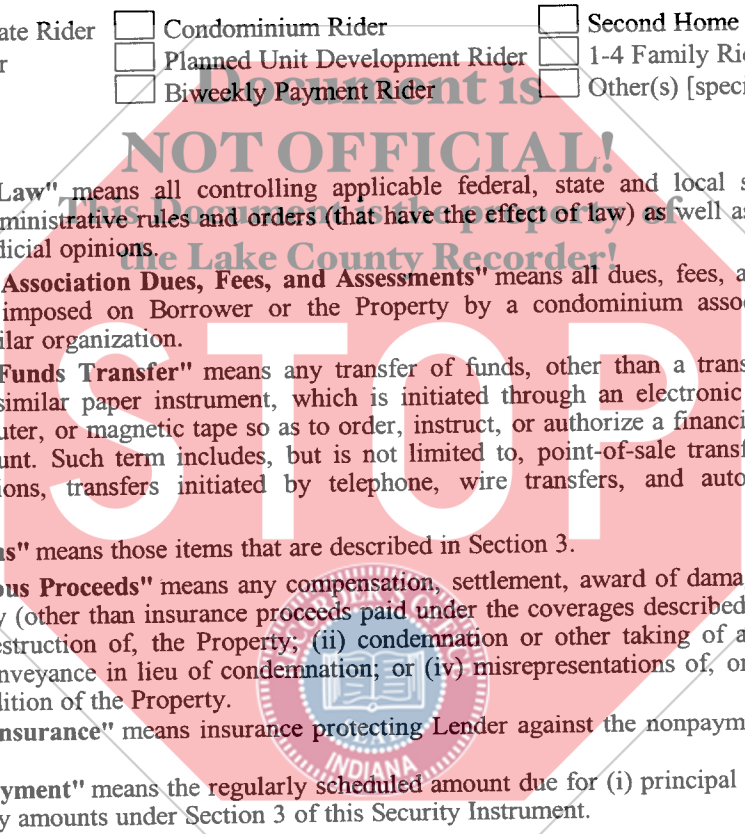 ate Rider Condominium Rider Second Home
r Planned Unit Development Rider 1-4 Family Ri
Biweekly Payment Rider Other(s) [speci
Document is
NOT OFFICIAL!
This Document is the property of
the Lake County Recorder!
Law" means all controlling applicable federal, state and local s
ministrative rules and orders (that have the effect of law) as well as
dicial opinions.
Association Dues, Fees, and Assessments" means all dues, fees, a
imposed on Borrower or the Property by a condominium asso
ilar organization.
Funds Transfer" means any transfer of funds, other than a trans
similar paper instrument, which is initiated through an electronic
uter, or magnetic tape so as to order, instruct, or authorize a financi
unt. Such term includes, but is not limited to, point-of-sale transf
ions, transfers initiated by telephone, wire transfers, and auto
STOP
ns" means those items that are described in Section 3.
ous Proceeds" means any compensation, settlement, award of dama
y (other than insurance proceeds paid under the coverages described
estruction of, the Property; (ii) condemnation or other taking of a
nveyance in lieu of condemnation; or (iv) misrepresentations of, or
dition of the Property.
nsurance" means insurance protecting Lender against the nonpaym
yment" means the regularly scheduled amount due for (i) principal
y amounts under Section 3 of this Security Instrument.
SEAL
INDIANA